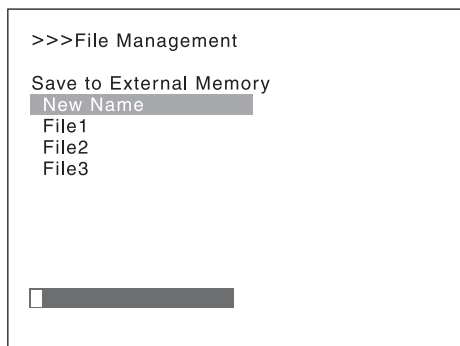 >>>File Management
Save to External Memory
New Name
File1
File2
File3